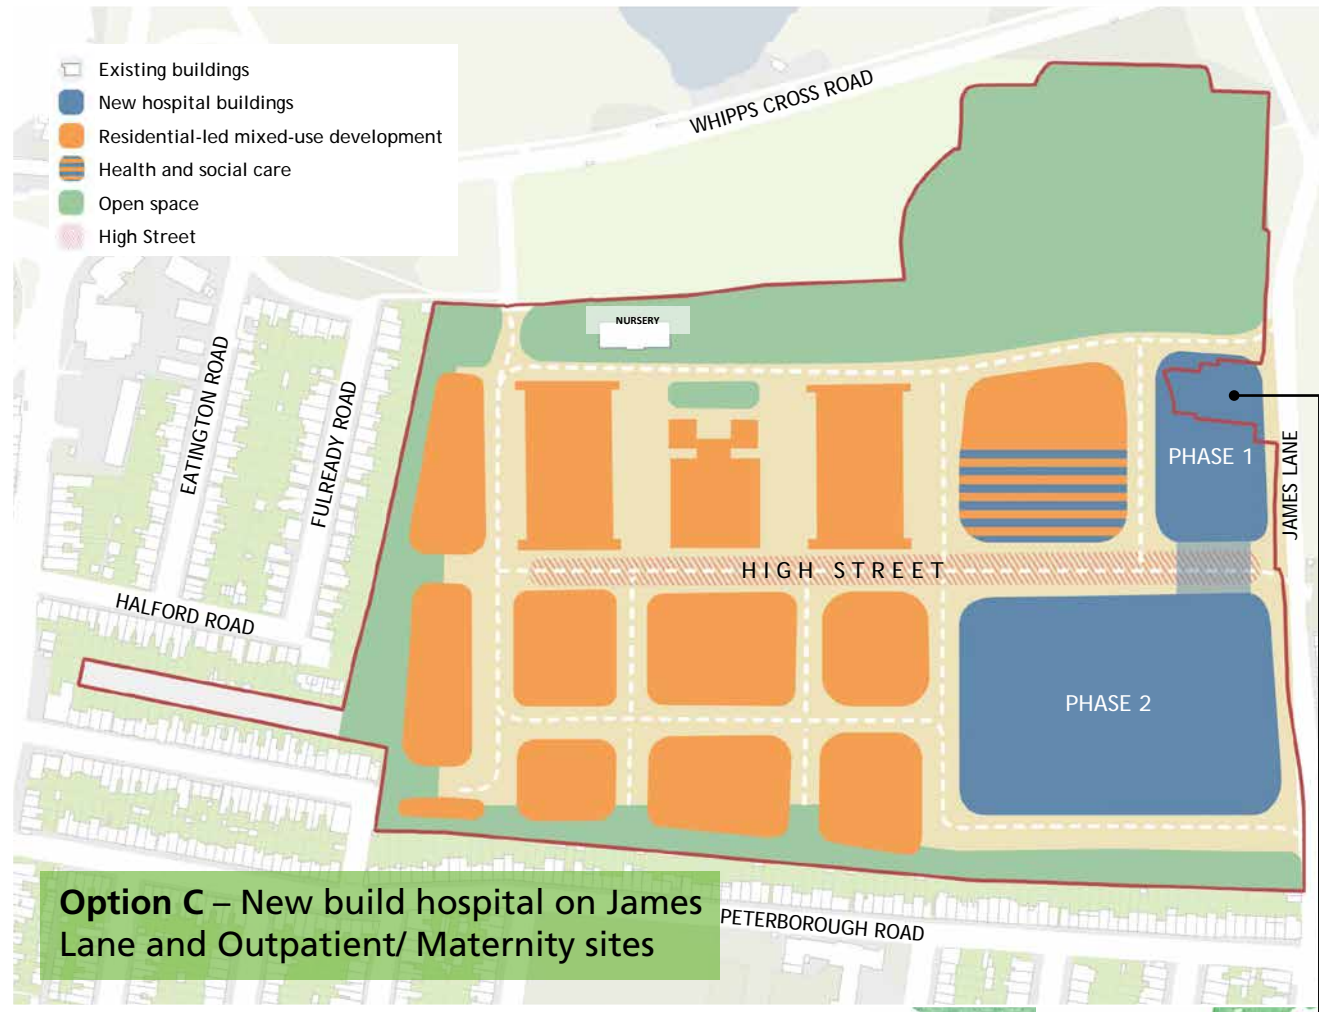 Existing buildings
New hospital buildings
Residential-led mixed-use development
Health and social care
Open space
High Street
WHIPPS CROSS ROAD
NURSERY
EATINGTON ROAD
FULREADY ROAD
HALFORD ROAD
PHASE 1
JAMES LANE
HIGH STREET
PHASE 2
Option C – New build hospital on James
Lane and Outpatient/ Maternity sites
PETERBOROUGH ROAD